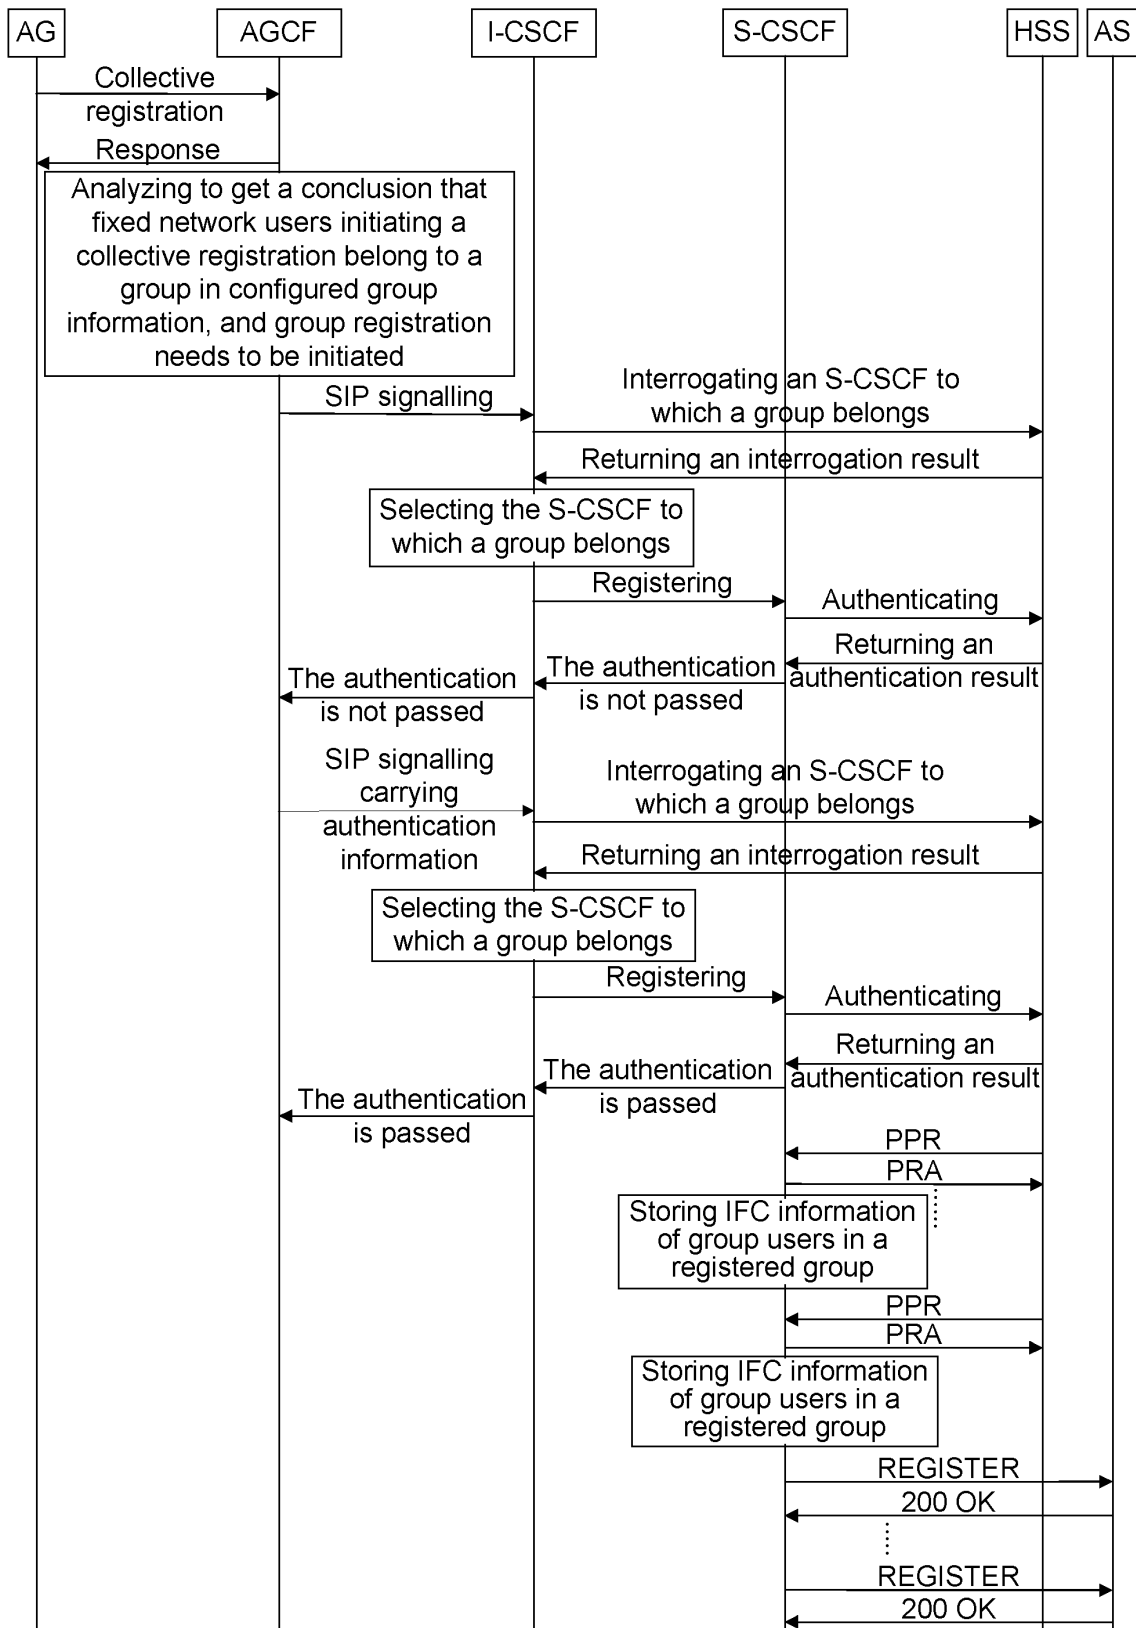 AG AGCF I-CSCF S-CSCF HSS AS
Collective
registration
Response
Analyzing to get a conclusion that
fixed network users initiating a
collective registration belong to a
group in configured group
information, and group registration
needs to be initiated
SIP signalling
Interrogating an S-CSCF to
which a group belongs
Returning an interrogation result
Selecting the S-CSCF to
which a group belongs
Registering
Authenticating
Returning an
authentication result
The authentication
is not passed
The authentication
is not passed
SIP signalling
carrying
authentication
information
Interrogating an S-CSCF to
which a group belongs
Returning an interrogation result
Selecting the S-CSCF to
which a group belongs
Registering
Authenticating
Returning an
authentication result
The authentication
is passed
The authentication
is passed
PPR
PRA
Storing IFC information
of group users in a
registered group
PPR
PRA
Storing IFC information
of group users in a
registered group
REGISTER
200 OK
REGISTER
200 OK